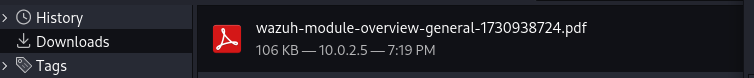 History
Downloads
Tags
wazuh-module-overview-general-1730938724.pdf
106 KB — 10.0.2.5 — 7:19 PM